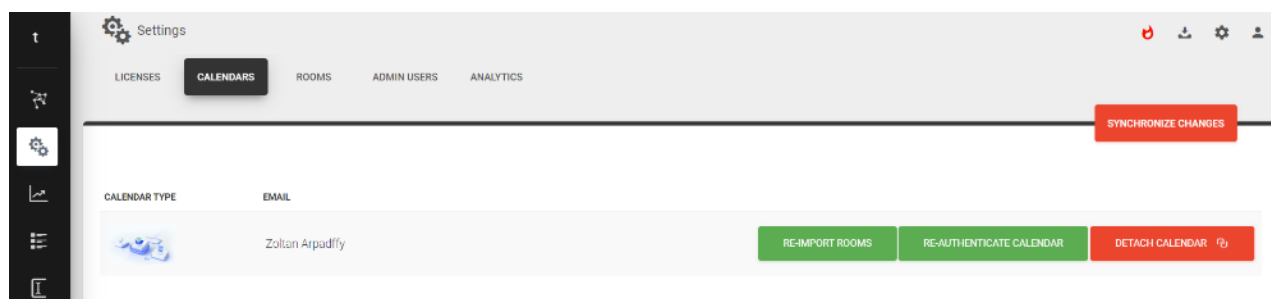 t
Settings
LICENSES CALENDARS ROOMS ADMIN USERS ANALYTICS
SYNCHRONIZE CHANGES
CALENDAR TYPE EMAIL
Zoltan Arpadffy RE-IMPORT ROOMS RE-AUTHENTICATE CALENDAR DETACH CALENDAR